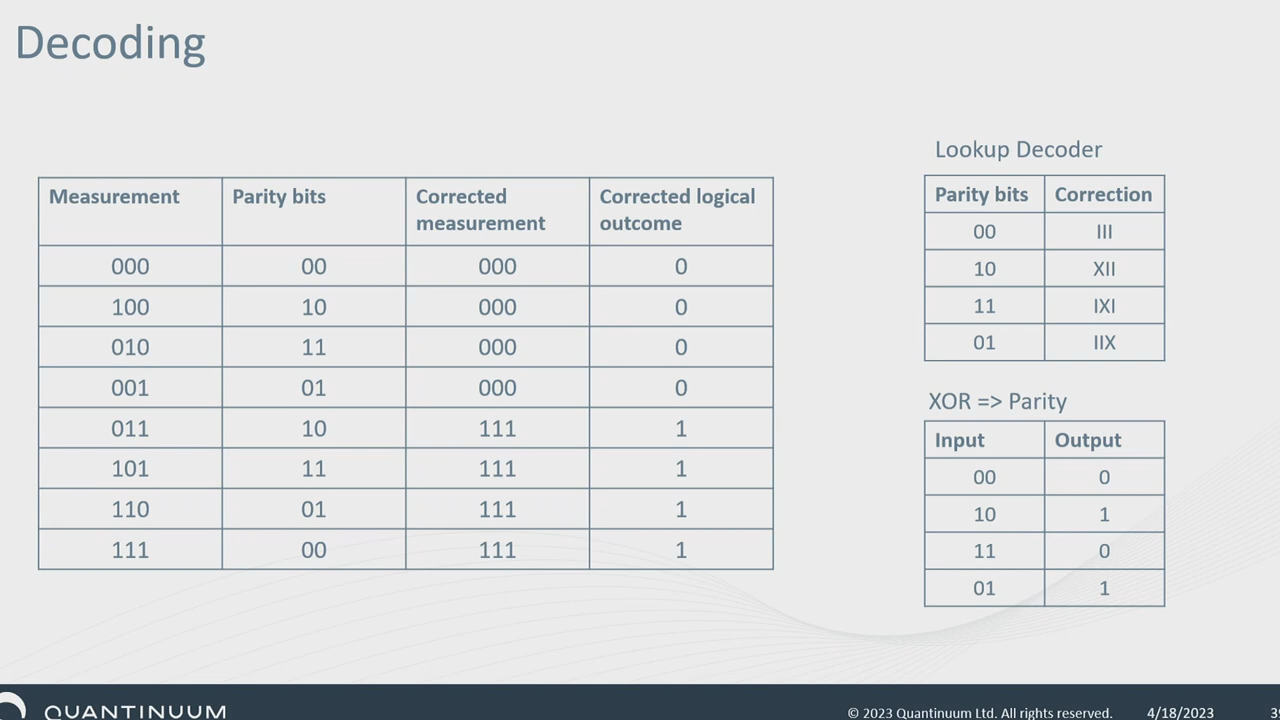 Decoding
Measurement Parity bits Corrected measurement Corrected logical outcome
000 00 000 0
100 10 000 0
010 11 000 0
001 01 000 0
011 10 111 1
101 11 111 1
110 01 111 1
111 00 111 1
Lookup Decoder
Parity bits Correction
00 III
10 XII
11 IXI
01 IIX
XOR => Parity
Input Output
00 0
10 1
11 0
01 1
QUANTINUUM
© 2023 Quantinuum Ltd. All rights reserved. 4/18/2023